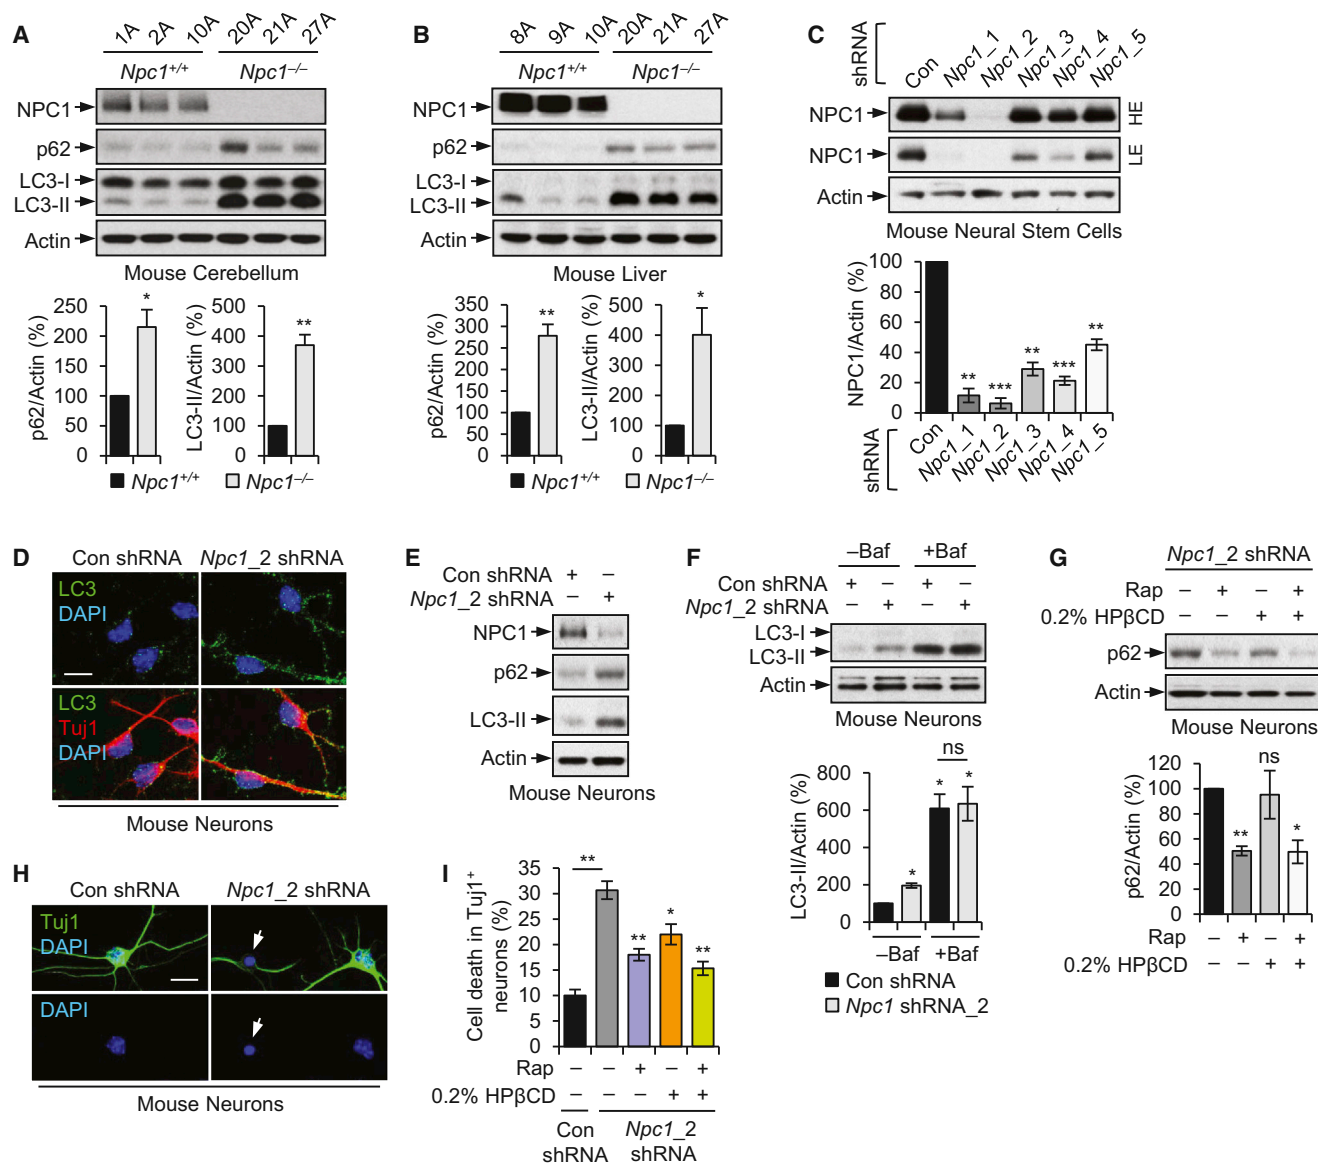 A
1A 2A 10A 20A 21A 27A
Npc1+/+ Npc1–/–
NPC1
p62
LC3-I
LC3-II
Actin
Mouse Cerebellum
p62/Actin (%)
250
200
150
100
50
0
*
LC3-II/Actin (%)
500
400
300
200
100
0
**
Npc1+/+ Npc1–/–
B
8A 9A 10A 20A 21A 27A
Npc1+/+ Npc1–/–
NPC1
p62
LC3-I
LC3-II
Actin
Mouse Liver
p62/Actin (%)
350
300
250
200
150
100
50
0
**
LC3-II/Actin (%)
500
400
300
200
100
0
*
Npc1+/+ Npc1–/–
C
shRNA
Con Npc1_1 Npc1_2 Npc1_3 Npc1_4 Npc1_5
NPC1 HE
NPC1 LE
Actin
Mouse Neural Stem Cells
NPC1/Actin (%)
100
80
60
40
20
0
** *** ** *** **
shRNA
Con Npc1_1 Npc1_2 Npc1_3 Npc1_4 Npc1_5
D
Con shRNA Npc1_2 shRNA
LC3
DAPI
LC3
Tuj1
DAPI
Mouse Neurons
E
Con shRNA + –
Npc1_2 shRNA – +
NPC1
p62
LC3-II
Actin
Mouse Neurons
F
–Baf +Baf
Con shRNA + – + –
Npc1_2 shRNA – + – +
LC3-I
LC3-II
Actin
Mouse Neurons
LC3-II/Actin (%)
800
600
400
200
0
* * ns *
–Baf +Baf
Con shRNA
Npc1 shRNA_2
G
Npc1_2 shRNA
Rap – + – +
0.2% HPβCD – – + +
p62
Actin
Mouse Neurons
p62/Actin (%)
120
100
80
60
40
20
0
** ns *
Rap – + – +
0.2% HPβCD – – + +
H
Con shRNA Npc1_2 shRNA
Tuj1
DAPI
DAPI
Mouse Neurons
I
Cell death in Tuj1+
neurons (%)
35
30
25
20
15
10
5
0
** ** * **
Rap – – + – +
0.2% HPβCD – – – + +
Con
shRNA
Npc1_2
shRNA